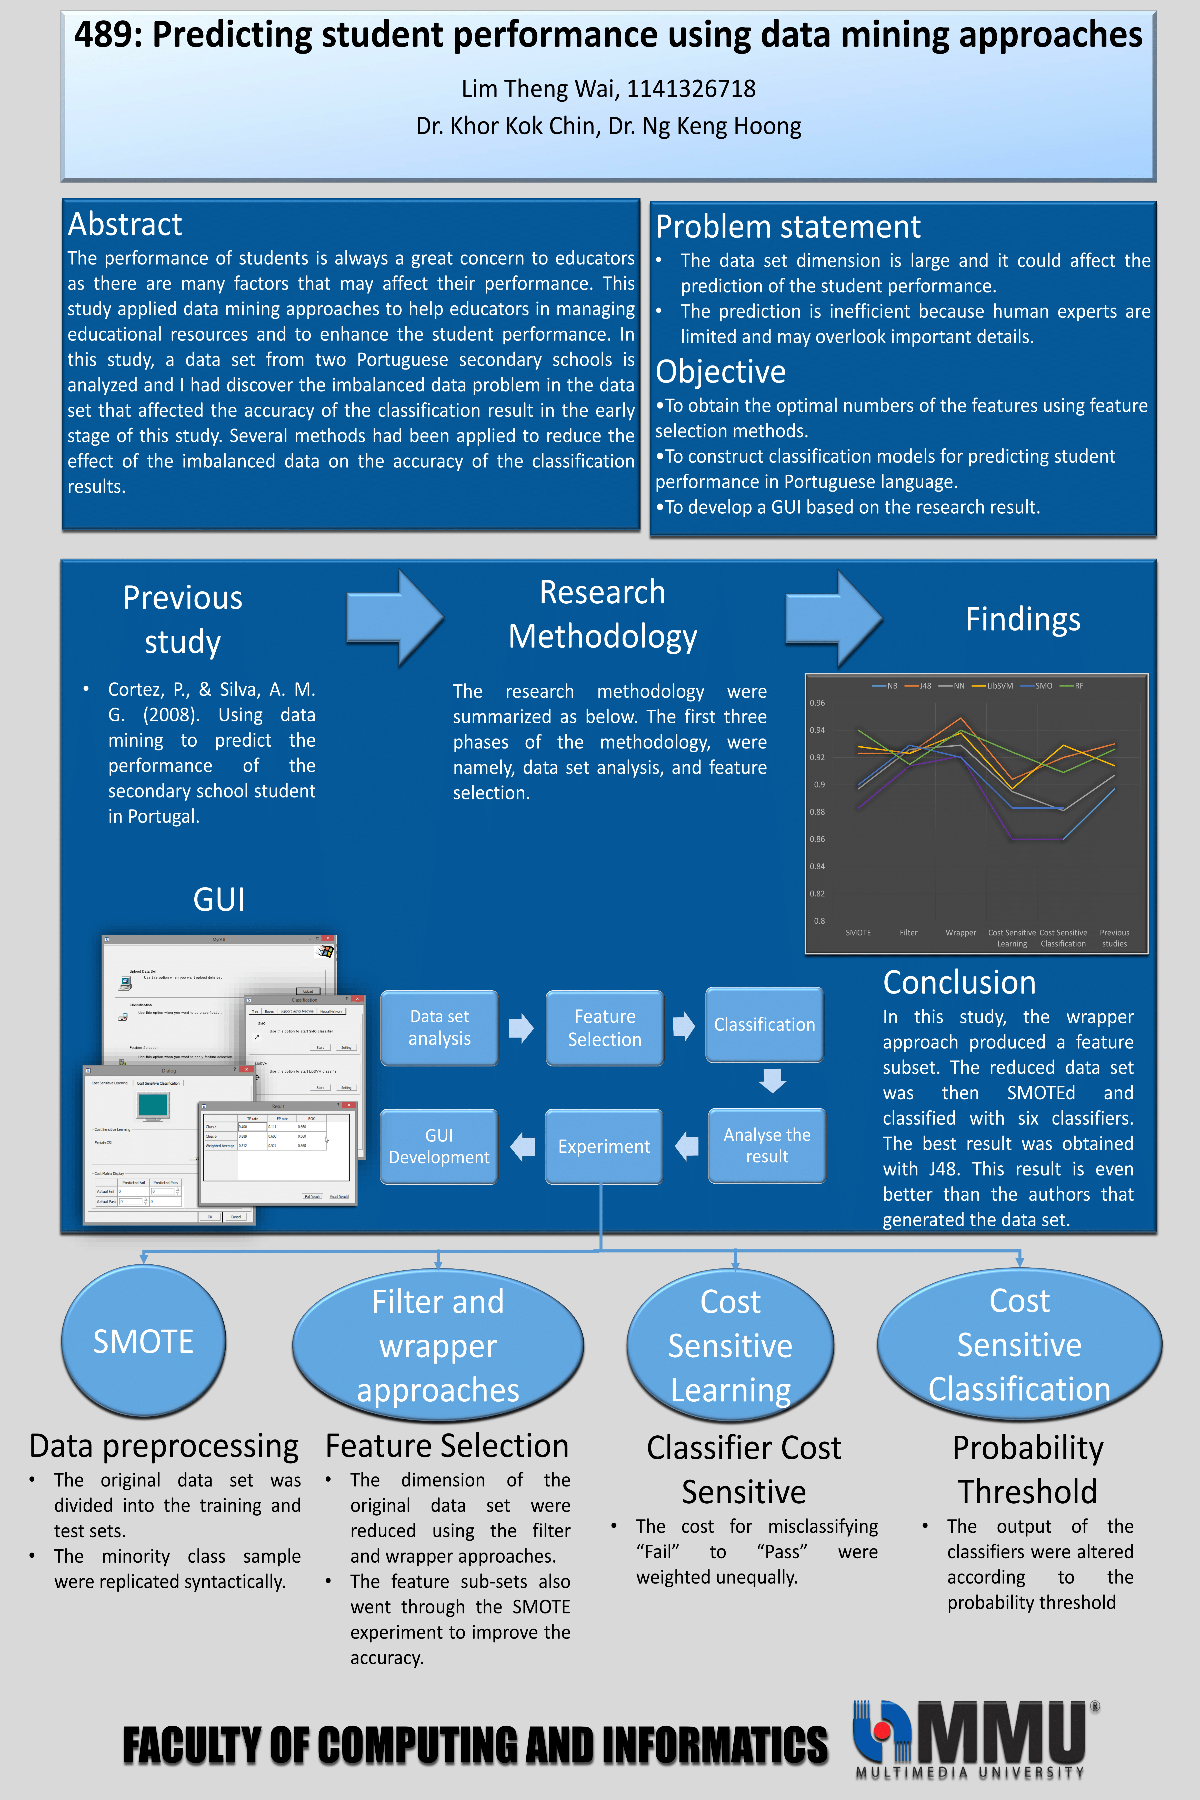 489: Predicting student performance using data mining approaches
Lim Theng Wai, 1141326718
Dr. Khor Kok Chin, Dr. Ng Keng Hoong
Abstract
The performance of students is always a great concern to educators
as there are many factors that may affect their performance. This
study applied data mining approaches to help educators in managing
educational resources and to enhance the student performance. In
this study, a data set from two Portuguese secondary schools is
analyzed and I had discover the imbalanced data problem in the data
set that affected the accuracy of the classification result in the early
stage of this study. Several methods had been applied to reduce the
effect of the imbalanced data on the accuracy of the classification
results.
Problem statement
• The data set dimension is large and it could affect the
prediction of the student performance.
• The prediction is inefficient because human experts are
limited and may overlook important details.
Objective
•To obtain the optimal numbers of the features using feature
selection methods.
•To construct classification models for predicting student
performance in Portuguese language.
•To develop a GUI based on the research result.
Previous
study
• Cortez, P., & Silva, A. M.
G. (2008). Using data
mining to predict the
performance of the
secondary school student
in Portugal.
Research
Methodology
The research methodology were
summarized as below. The first three
phases of the methodology, were
namely, data set analysis, and feature
selection.
Findings
NB J48 NN LibSVM SMO RF
0.96
0.94
0.92
0.9
0.88
0.86
0.84
0.82
0.8
SMOTE
Filter
Wrapper
Cost Sensitive
Learning
Cost Sensitive
Classification
Previous
studies
GUI
Classification
Dialog
Cost Sensitive Learning
Cost Sensitive Classification
Result
Data set
analysis
Feature
Selection
Classification
GUI
Development
Experiment
Analyse the
result
Conclusion
In this study, the wrapper
approach produced a feature
subset. The reduced data set
was then SMOTEd and
classified with six classifiers.
The best result was obtained
with J48. This result is even
better than the authors that
generated the data set.
SMOTE
Filter and
wrapper
approaches
Cost
Sensitive
Learning
Cost
Sensitive
Classification
Data preprocessing
• The original data set was
divided into the training and
test sets.
• The minority class sample
were replicated syntactically.
Feature Selection
• The dimension of the
original data set were
reduced using the filter
and wrapper approaches.
• The feature sub-sets also
went through the SMOTE
experiment to improve the
accuracy.
Classifier Cost
Sensitive
• The cost for misclassifying
“Fail” to “Pass” were
weighted unequally.
Probability
Threshold
• The output of the
classifiers were altered
according to the
probability threshold
FACULTY OF COMPUTING AND INFORMATICS
MMU®
MULTIMEDIA UNIVERSITY